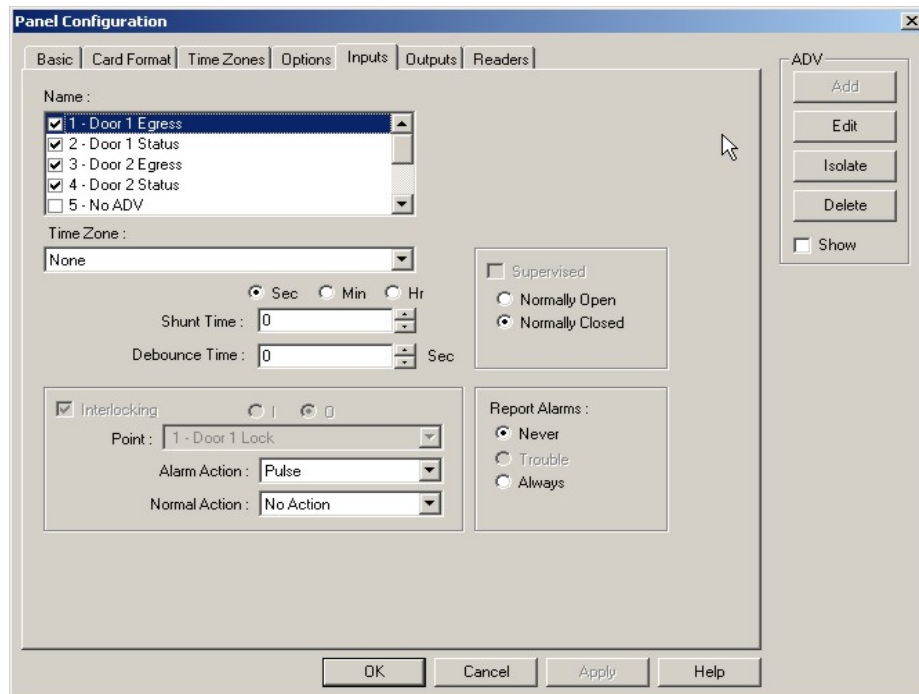 Panel Configuration
Basic Card Format Time Zones Options Inputs Outputs Readers
Name :
1 - Door 1 Egress
2 - Door 1 Status
3 - Door 2 Egress
4 - Door 2 Status
5 - No ADV
Time Zone :
None
Sec Min Hr
Shunt Time : 0
Debounce Time : 0 Sec
Supervised
Normally Open
Normally Closed
Interlocking I O
Point : 1 - Door 1 Lock
Alarm Action : Pulse
Normal Action : No Action
Report Alarms :
Never
Trouble
Always
ADV
Add
Edit
Isolate
Delete
Show
OK Cancel Apply Help